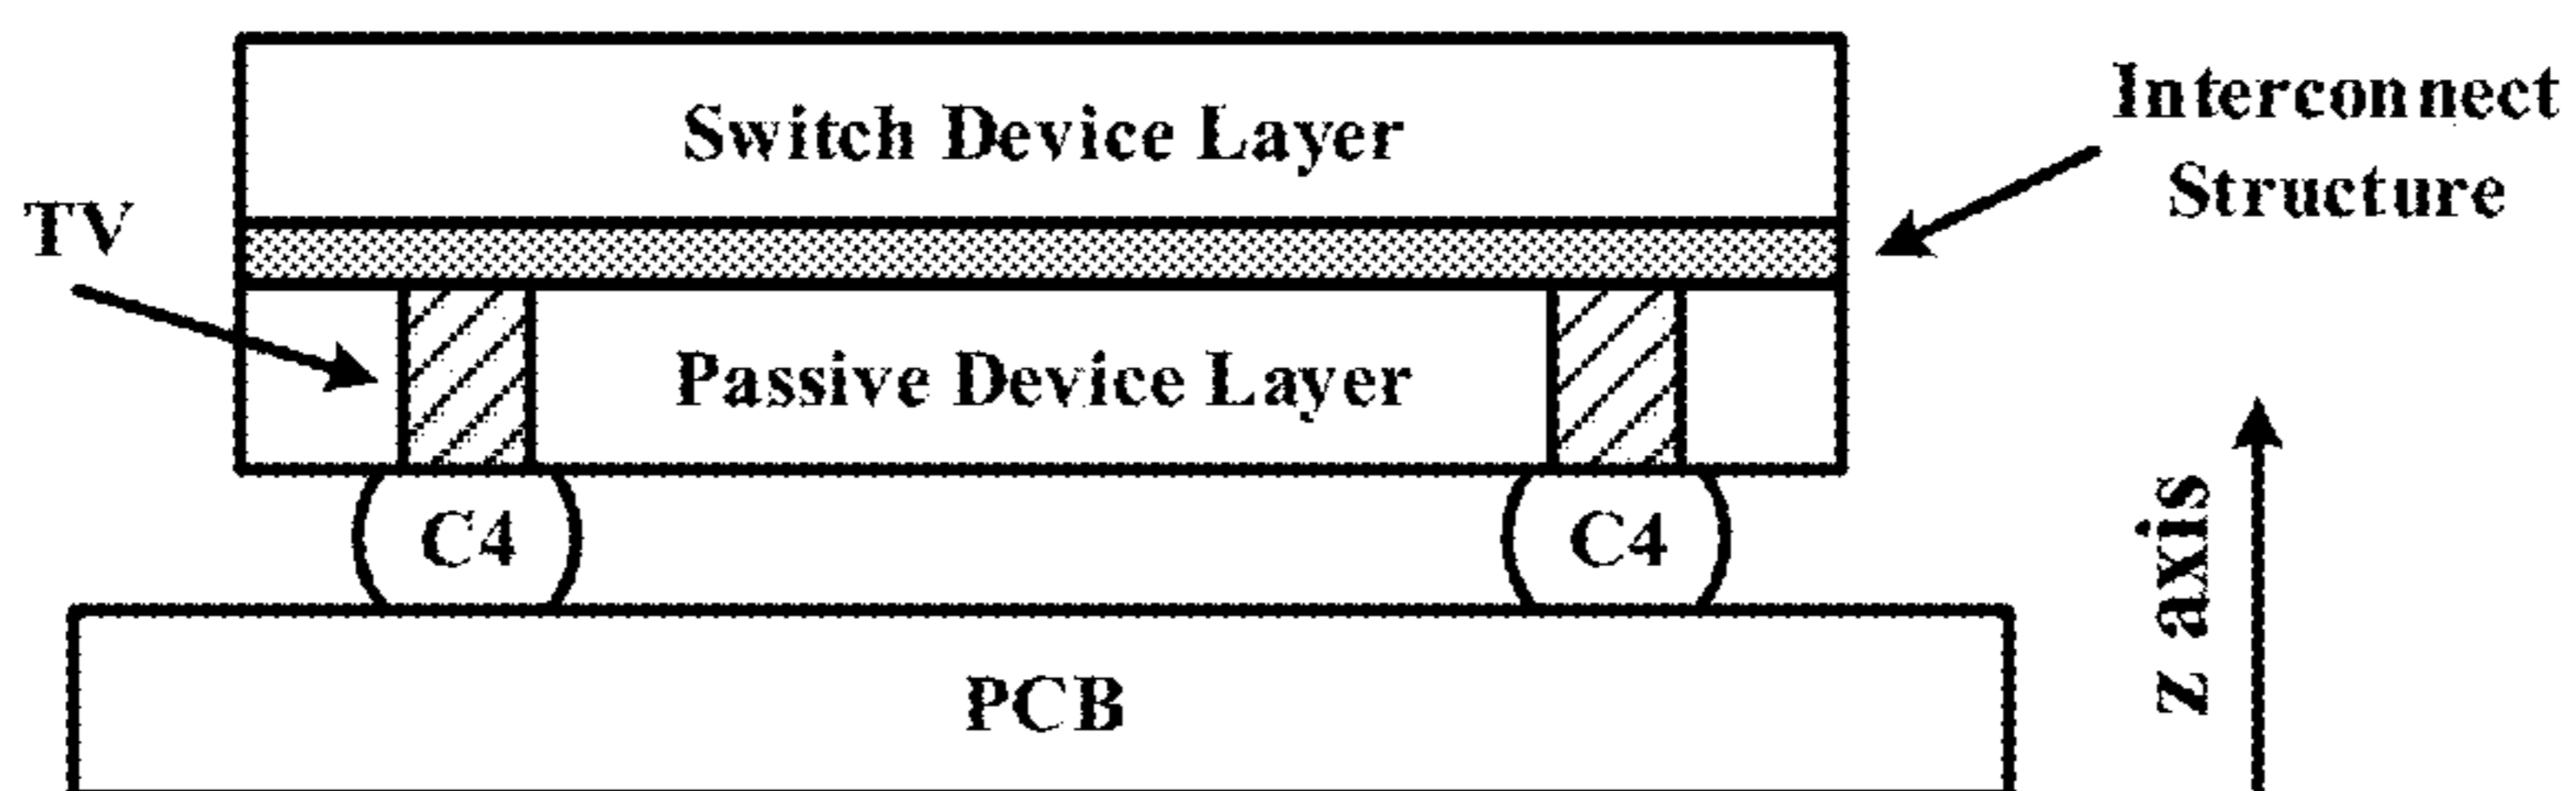 Switch Device Layer
Interconnect
Structure
TV
Passive Device Layer
C4
C4
z axis
PCB